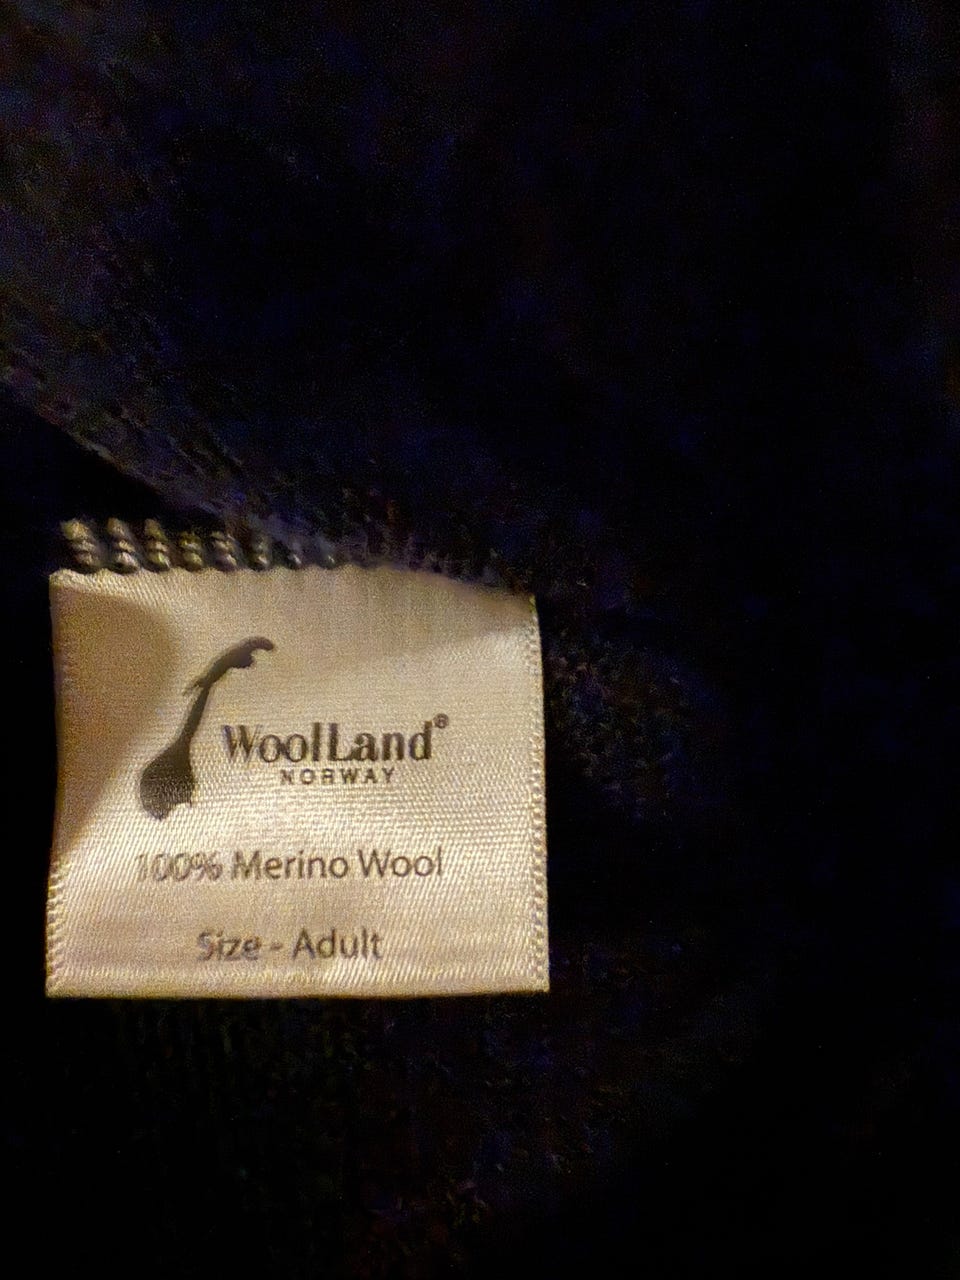 WoolLand®
NORWAY
100% Merino Wool
Size - Adult